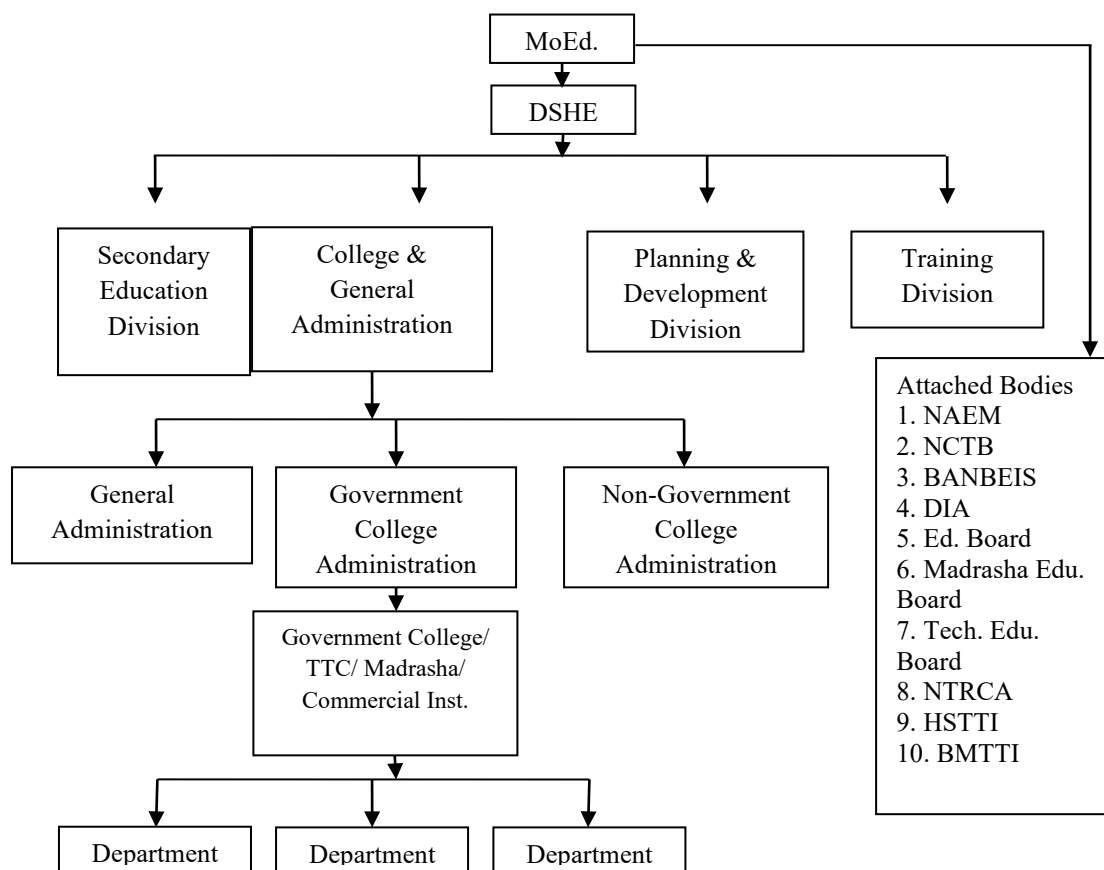 MoEd.
DSHE
Secondary
Education
Division
College &
General
Administration
Planning &
Development
Division
Training
Division
Attached Bodies
1. NAEM
2. NCTB
3. BANBEIS
4. DIA
5. Ed. Board
6. Madrasha Edu.
Board
7. Tech. Edu.
Board
8. NTRCA
9. HSTTI
10. BMTTI
General
Administration
Government
College
Administration
Non-Government
College
Administration
Government College/
TTC/ Madrasha/
Commercial Inst.
Department
Department
Department